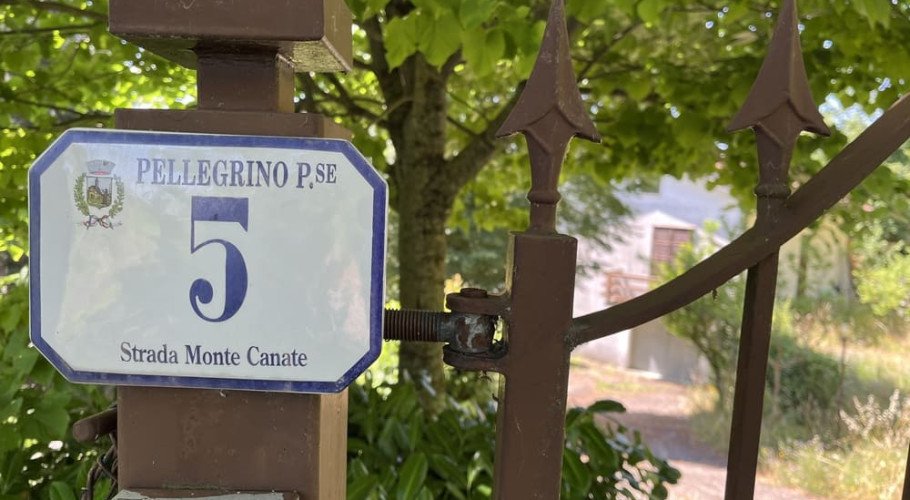 PELLEGRINO P.SE
5
Strada Monte Canate